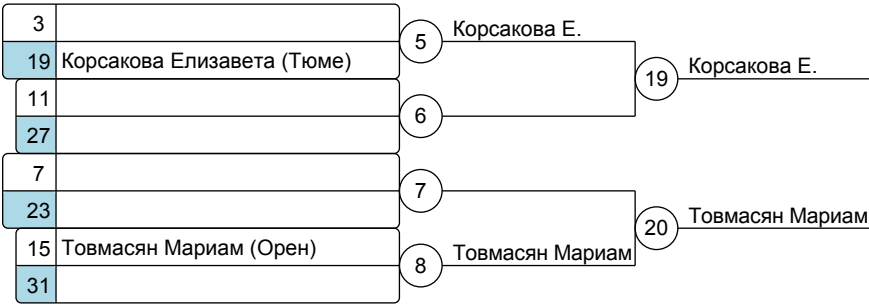 3
5 Корсакова Е.
19 Корсакова Елизавета (Тюме)
19 Корсакова Е.
11
6
27
7
7
23
20 Товмасян Мариам
15 Товмасян Мариам (Орен)
8 Товмасян Мариам
31